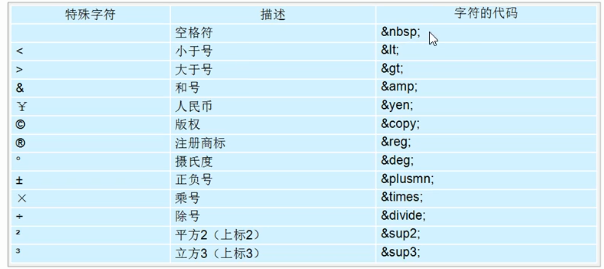 特殊字符 描述 字符的代码
空格符 &nbsp;
< 小于号 &lt;
> 大于号 &gt;
& 和号 &amp;
¥ 人民币 &yen;
© 版权 &copy;
® 注册商标 &reg;
° 摄氏度 &deg;
± 正负号 &plusmn;
× 乘号 &times;
÷ 除号 &divide;
² 平方2（上标2） &sup2;
³ 立方3（上标3） &sup3;